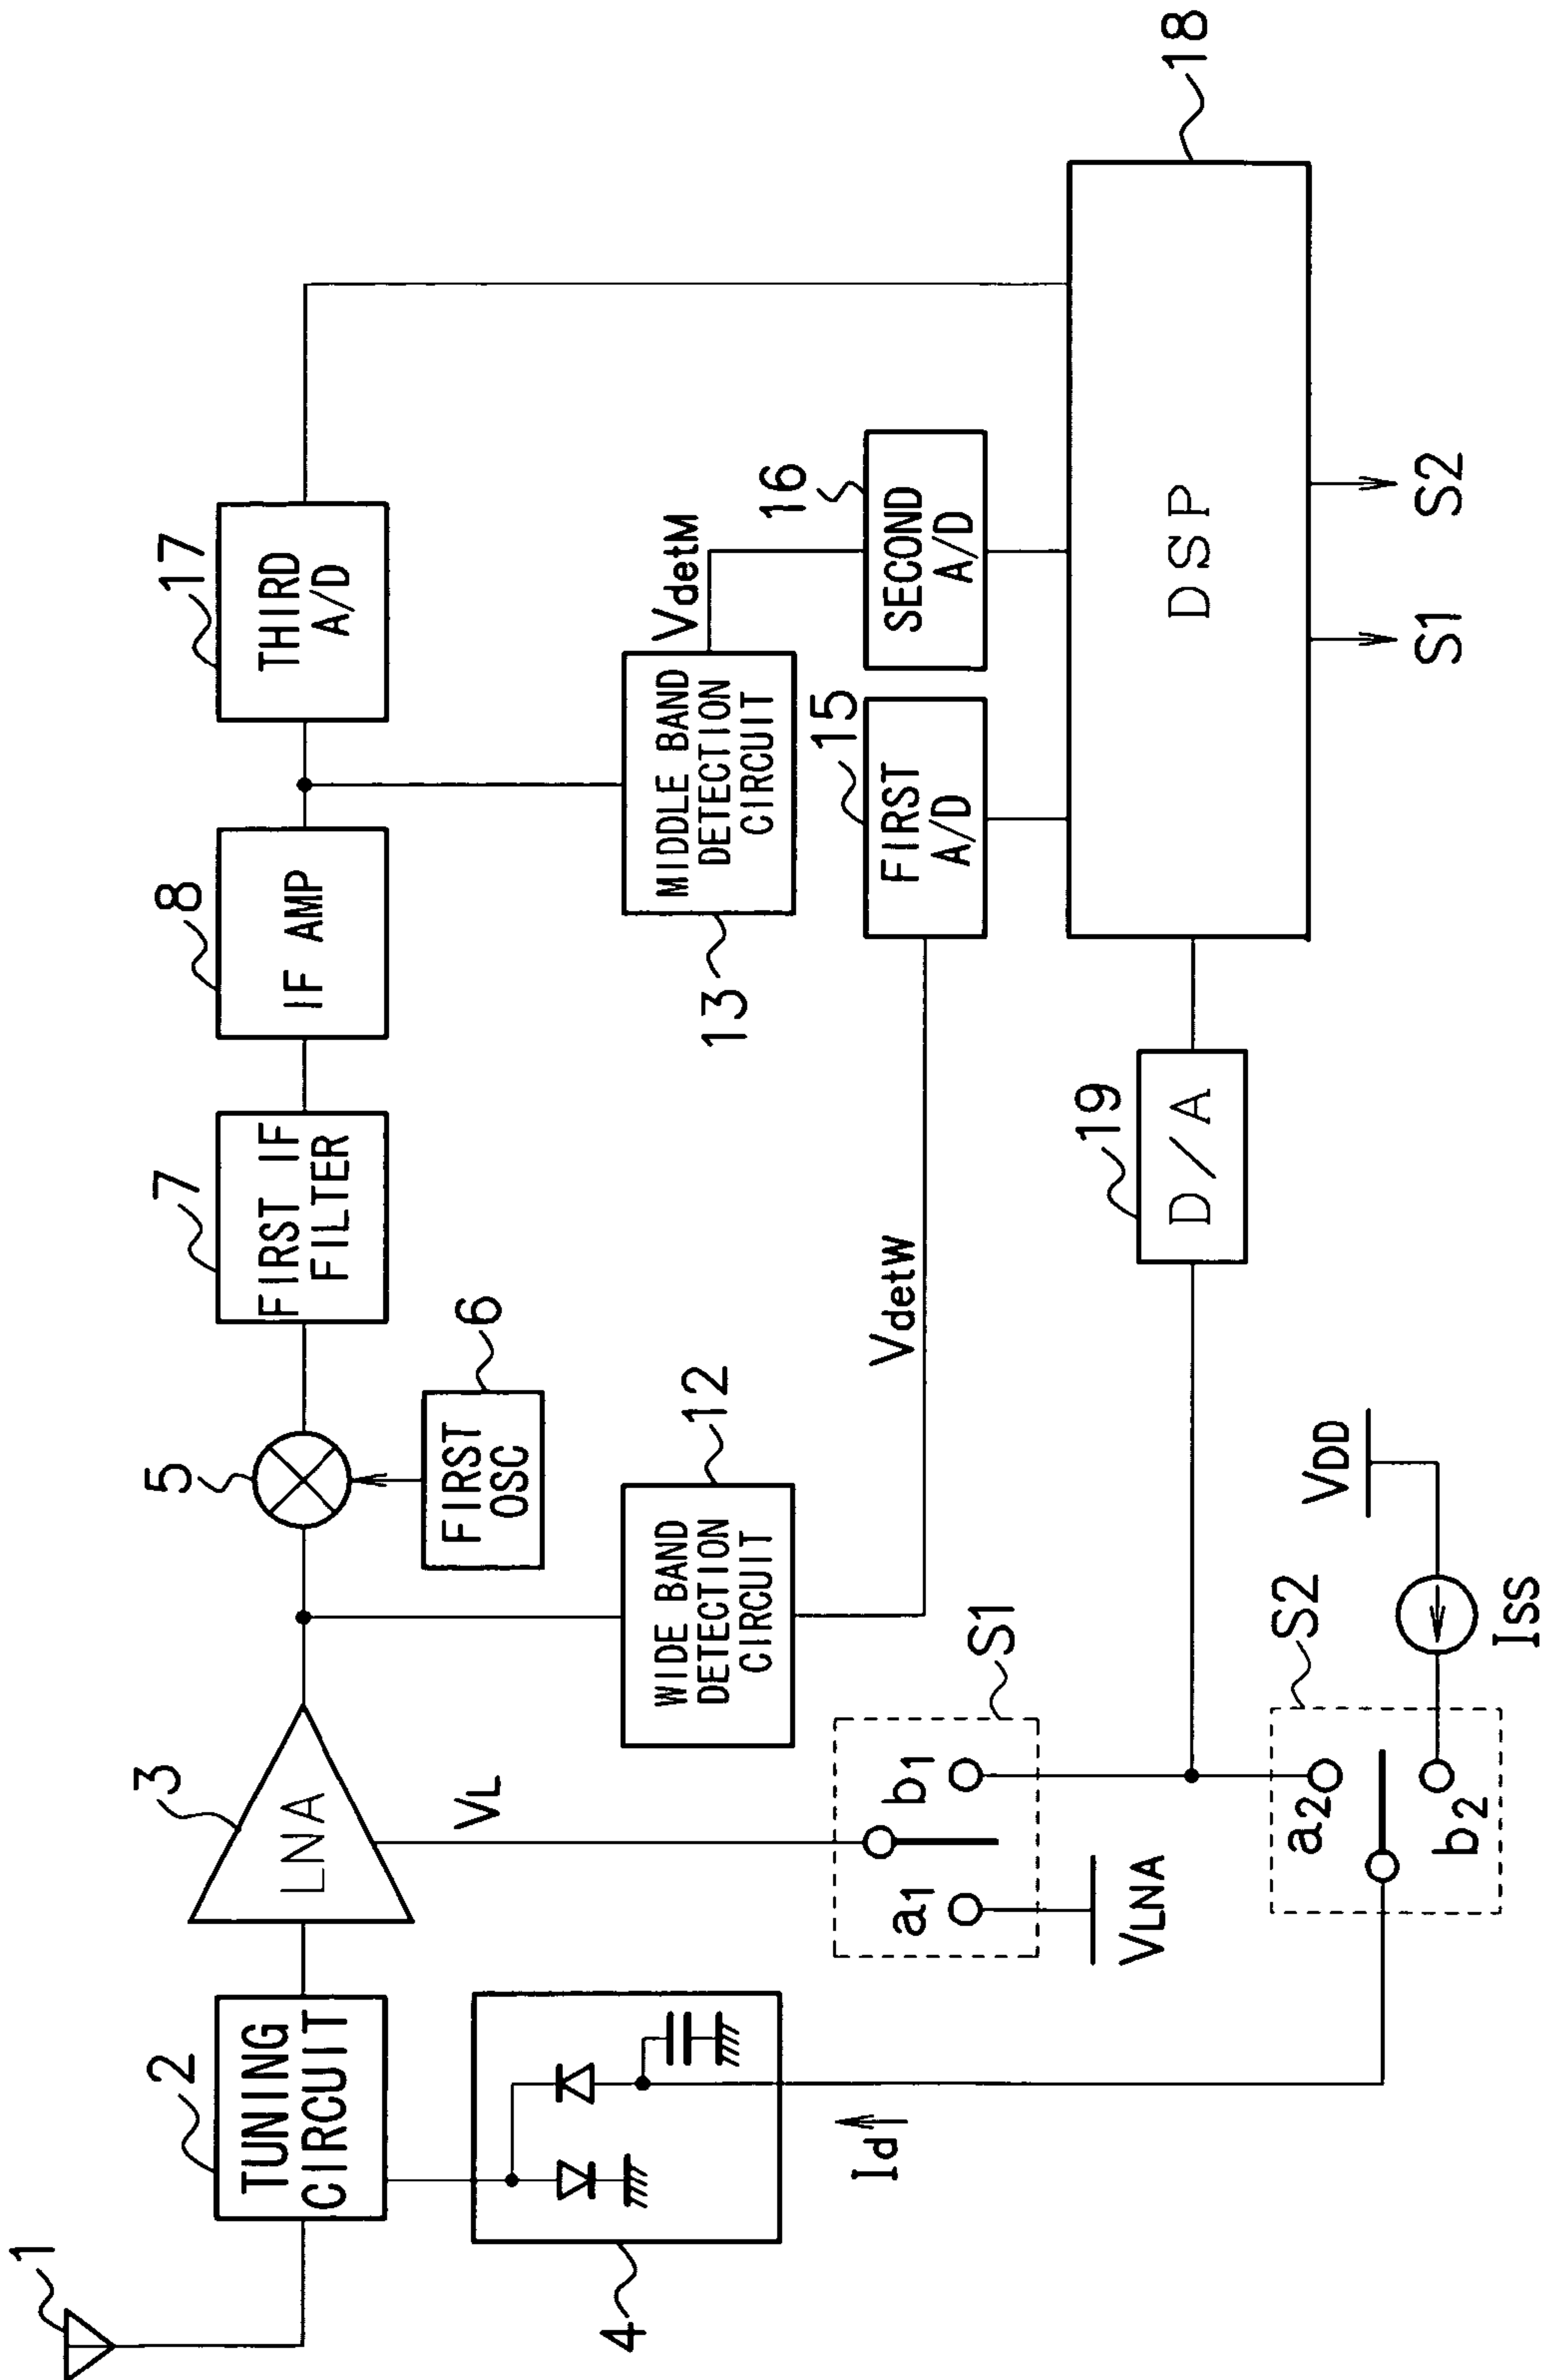 1
2
TUNING
CIRCUIT
3
LNA
5
7
FIRST IF
FILTER
8
IF AMP
17
THIRD
A/D
6
FIRST
OSC
4
Id
VL
12
WIDE BAND
DETECTION
CIRCUIT
13
MIDDLE BAND
DETECTION
CIRCUIT
VdetM
VdetW
15
FIRST
A/D
16
SECOND
A/D
S1
a1
b1
VLNA
19
D/A
18
DSP
S2
a2
b2
VDD
ISS
S1
S2